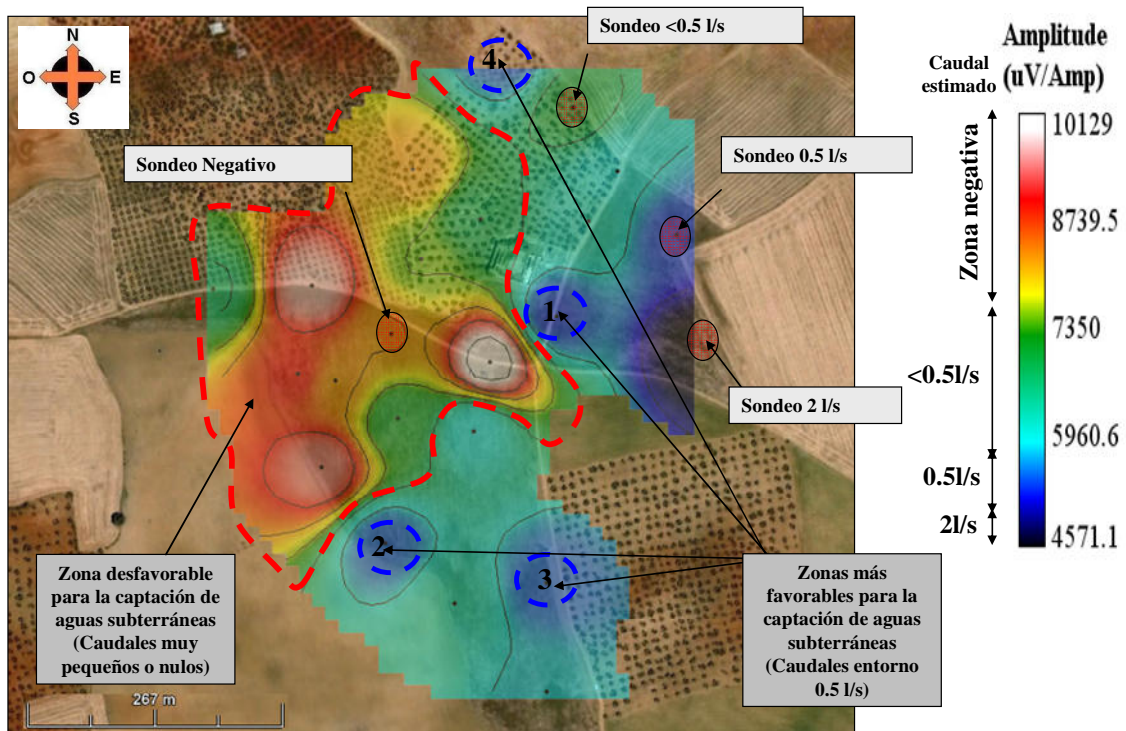 N
O
E
S
Sondeo <0.5 l/s
Sondeo Negativo
Sondeo 0.5 l/s
Sondeo 2 l/s
4
1
2
3
Zona desfavorable
para la captación de
aguas subterráneas
(Caudales muy
pequeños o nulos)
Zonas más
favorables para la
captación de aguas
subterráneas
(Caudales entorno
0.5 l/s)
267 m
Caudal
estimado
Zona negativa
<0.5l/s
0.5l/s
2l/s
Amplitude
(uV/Amp)
10129
8739.5
7350
5960.6
4571.1